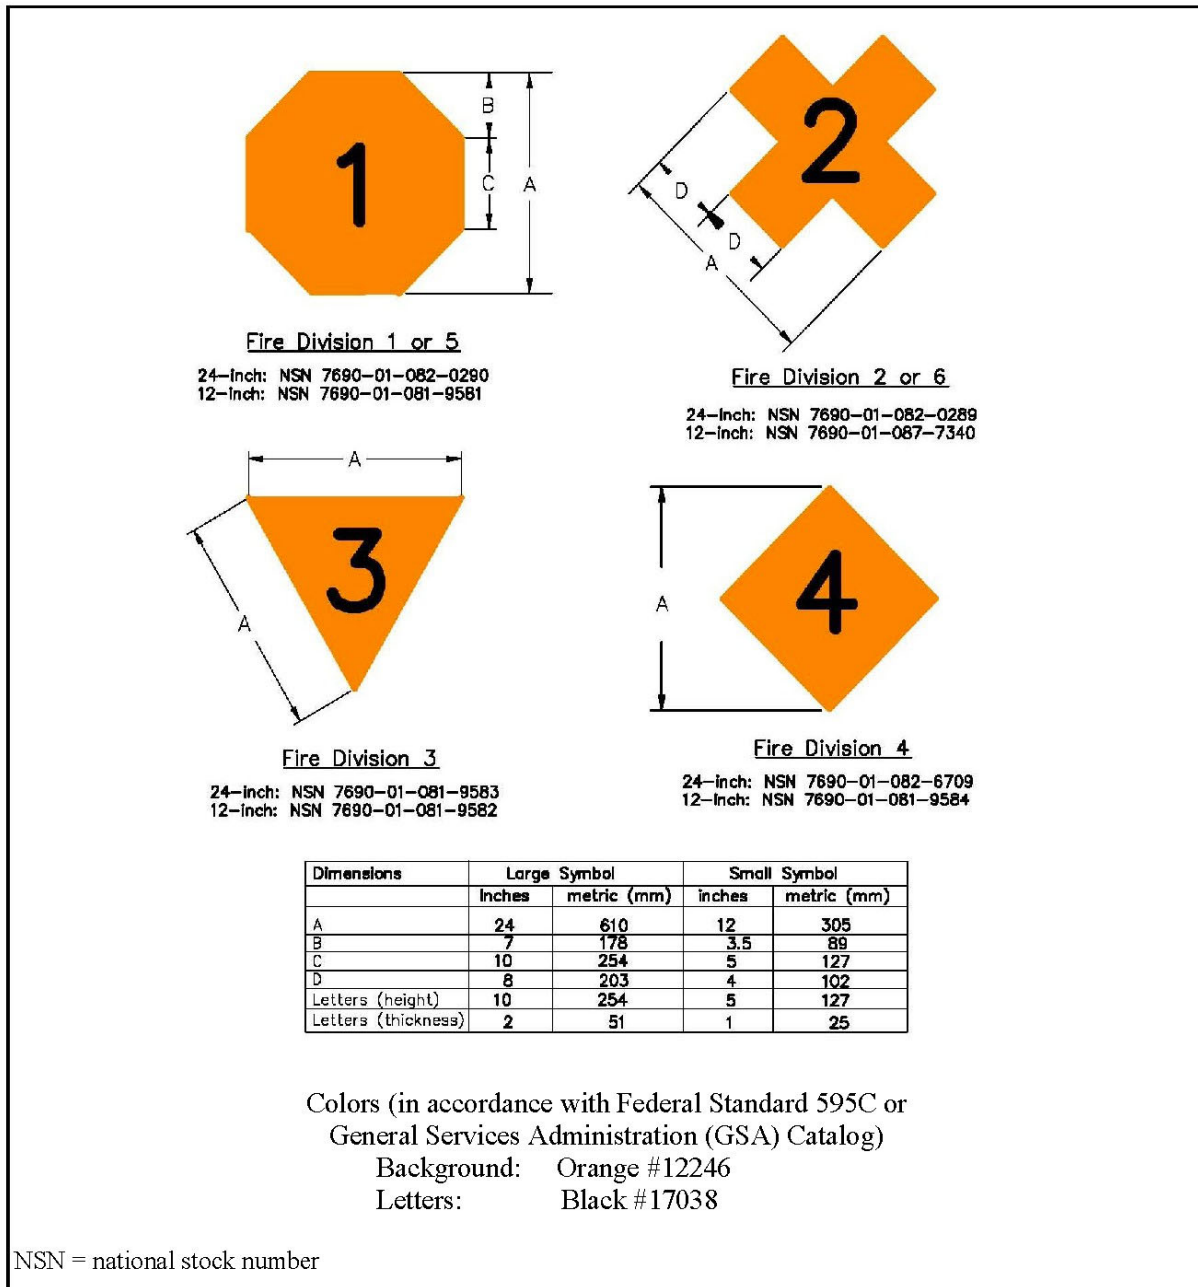 1
B
C
A
2
D
D
A
Fire Division 1 or 5
24-inch: NSN 7690-01-082-0290
12-inch: NSN 7690-01-081-9581
Fire Division 2 or 6
24-inch: NSN 7690-01-082-0289
12-inch: NSN 7690-01-087-7340
A
3
A
A
4
Fire Division 3
24-inch: NSN 7690-01-081-9583
12-inch: NSN 7690-01-081-9582
Fire Division 4
24-inch: NSN 7690-01-082-6709
12-inch: NSN 7690-01-081-9584
Dimensions Large Symbol Small Symbol
inches metric (mm) inches metric (mm)
A 24 610 12 305
B 7 178 3.5 89
C 10 254 5 127
D 8 203 4 102
Letters (height) 10 254 5 127
Letters (thickness) 2 51 1 25
Colors (in accordance with Federal Standard 595C or
General Services Administration (GSA) Catalog)
Background: Orange #12246
Letters: Black #17038
NSN = national stock number